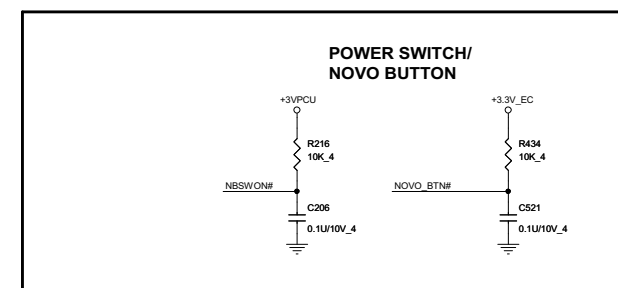 POWER SWITCH/
NOVO BUTTON
+3VPCU
R216
10K_4
NBSWON#
C206
0.1U/10V_4
+3.3V_EC
R434
10K_4
NOVO_BTN#
C521
0.1U/10V_4